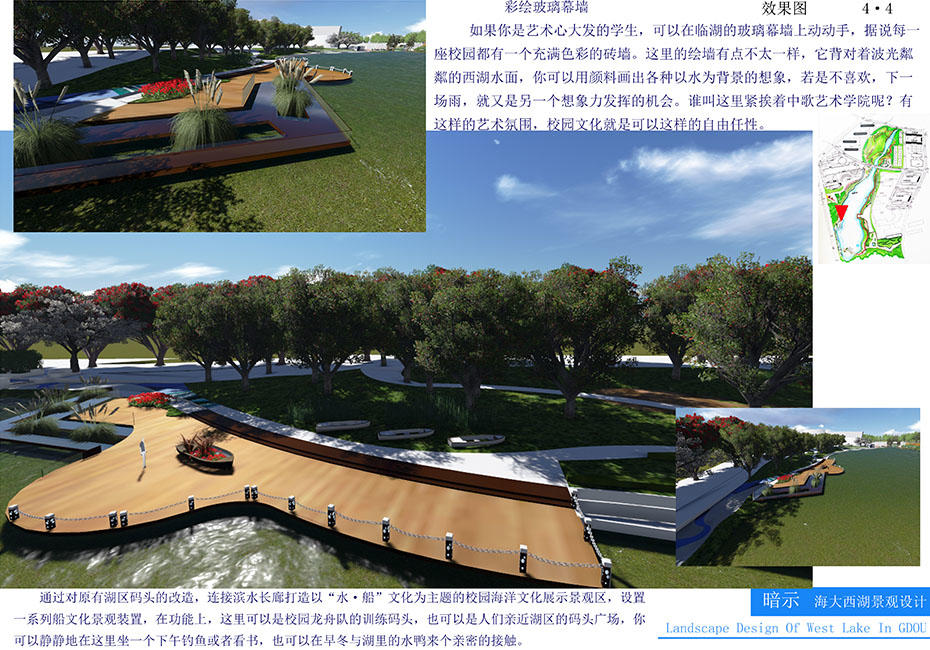 彩绘玻璃幕墙
效果图
4·4
如果你是艺术心大发的学生，可以在临湖的玻璃幕墙上动动手，据说每一
座校园都有一个充满色彩的砖墙。这里的绘墙有点不太一样，它背对着波光粼
粼的西湖水面，你可以用颜料画出各种以水为背景的想象，若是不喜欢，下一
场雨，就又是另一个想象力发挥的机会。谁叫这里紧挨着中歌艺术学院呢？有
这样的艺术氛围，校园文化就是可以这样的自由任性。
通过对原有湖区码头的改造，连接滨水长廊打造以“水·船”文化为主题的校园海洋文化展示景观区，设置
一系列船文化景观装置，在功能上，这里可以是校园龙舟队的训练码头，也可以是人们亲近湖区的码头广场，你
可以静静地在这里坐一个下午钓鱼或者看书，也可以在早冬与湖里的水鸭来个亲密的接触。
暗示 海大西湖景观设计
Landscape Design Of West Lake In GDOU